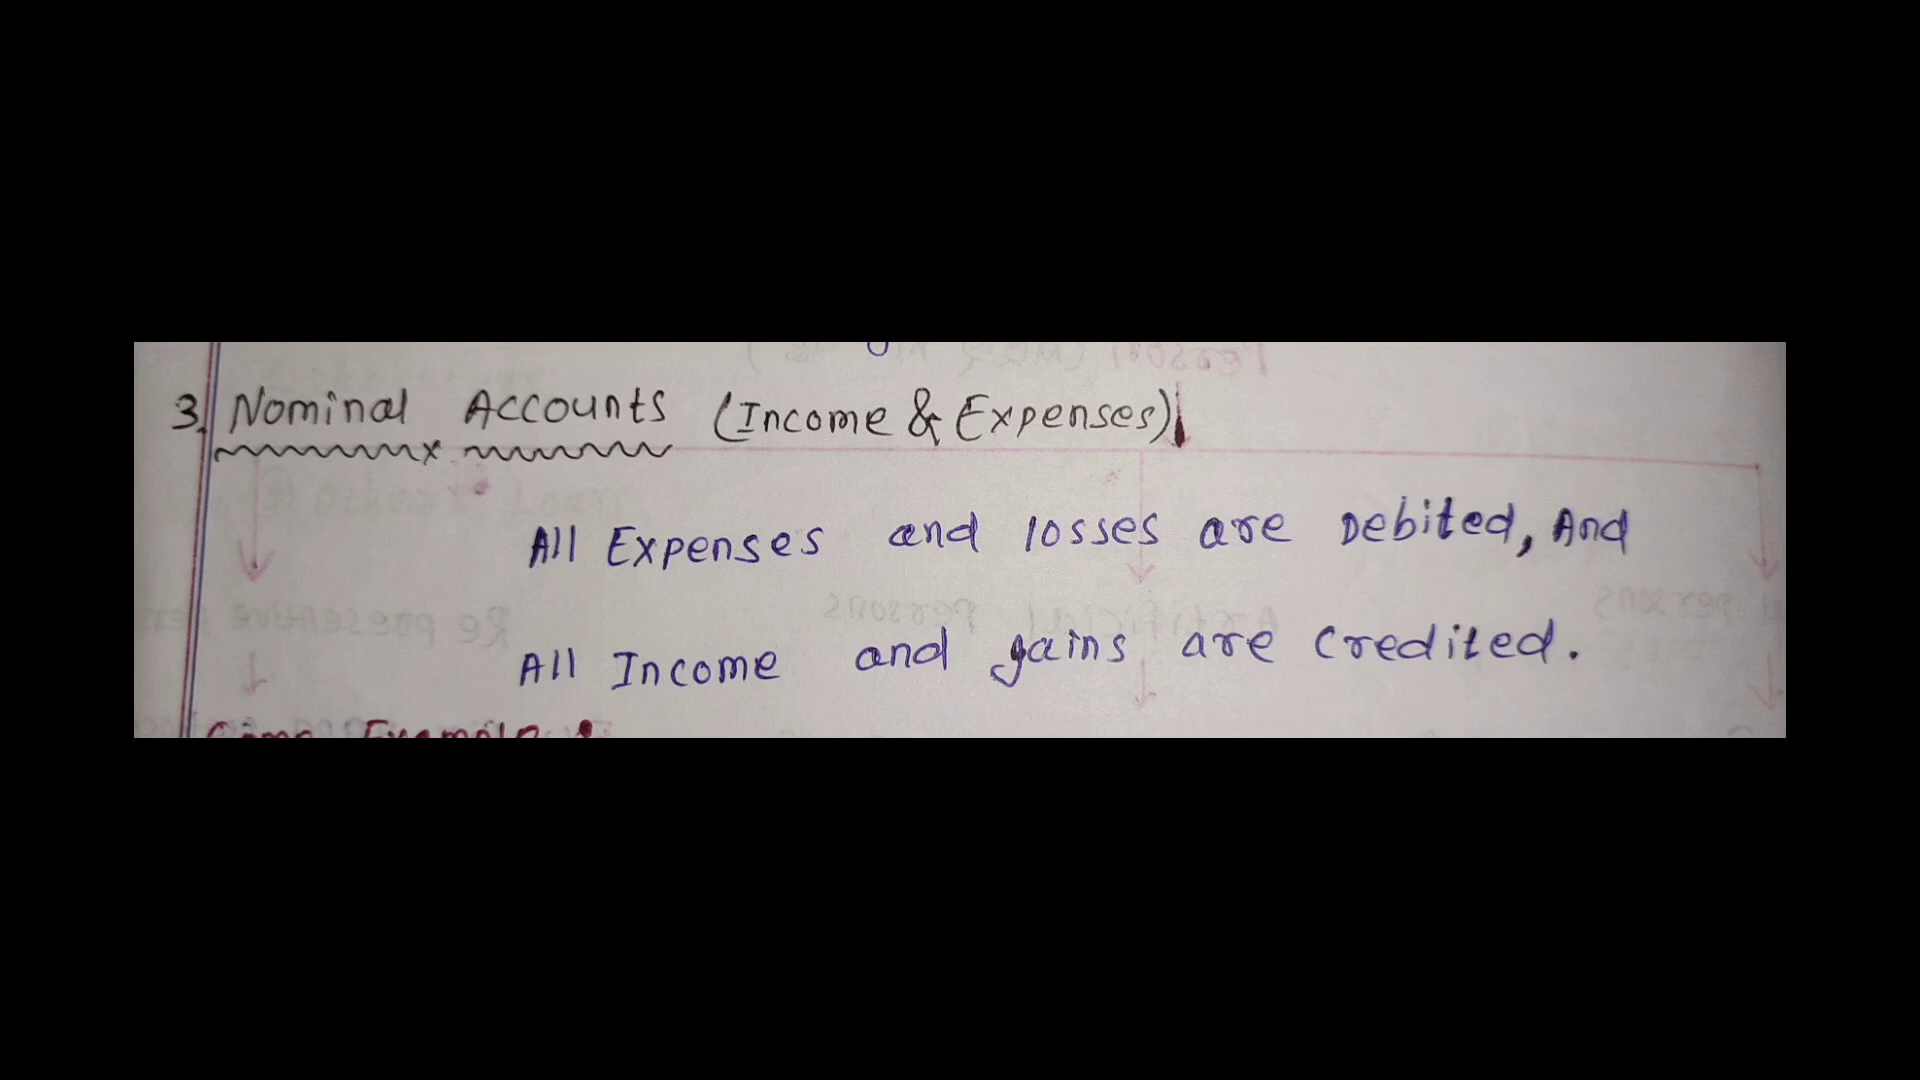 3. Nominal Accounts (Income & Expenses)
All Expenses and losses are Debited, And
All Income and gains are credited.